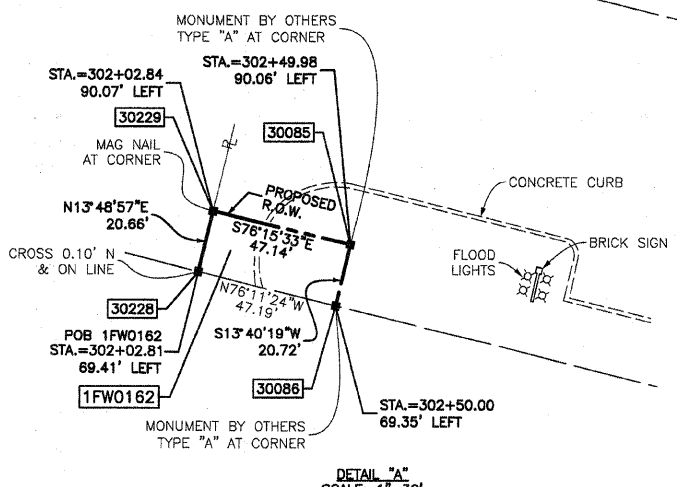 MONUMENT BY OTHERS
TYPE "A" AT CORNER
STA.=302+02.84
90.07' LEFT
STA.=302+49.98
90.06' LEFT
30229
30085
MAG NAIL
AT CORNER
PL
CONCRETE CURB
PROPOSED
R.O.W.
N13°48'57"E
20.66'
S76°15'33"E
47.14'
BRICK SIGN
FLOOD
LIGHTS
CROSS 0.10' N
& ON LINE
N76°11'24"W
47.19'
30228
S13°40'19"W
20.72'
POB 1FW0162
STA.=302+02.81
69.41' LEFT
1FW0162
30086
STA.=302+50.00
69.35' LEFT
MONUMENT BY OTHERS
TYPE "A" AT CORNER
DETAIL "A"